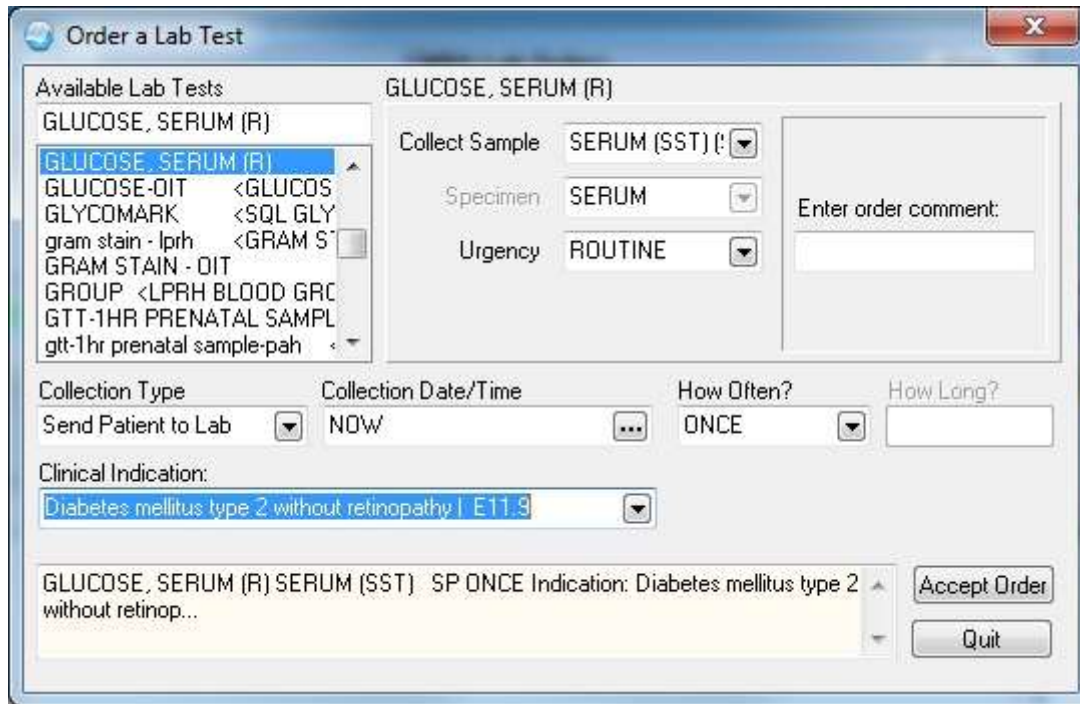 Order a Lab Test
Available Lab Tests
GLUCOSE, SERUM (R)
GLUCOSE, SERUM (R)
GLUCOSE-OIT <GLUCOS
GLYCOMARK <SQL GLY
gram stain - lprh <GRAM ST
GRAM STAIN - OIT
GROUP <LPRH BLOOD GRC
GTT-1HR PRENATAL SAMPL
gtt-1hr prenatal sample-pah <
GLUCOSE, SERUM (R)
Collect Sample SERUM (SST) (
Specimen SERUM
Urgency ROUTINE
Enter order comment:
Collection Type
Send Patient to Lab
Collection Date/Time
NOW
...
How Often?
ONCE
How Long?
Clinical Indication:
Diabetes mellitus type 2 without retinopathy | E11.9
GLUCOSE, SERUM (R) SERUM (SST) SP ONCE Indication: Diabetes mellitus type 2
without retinop...
Accept Order
Quit